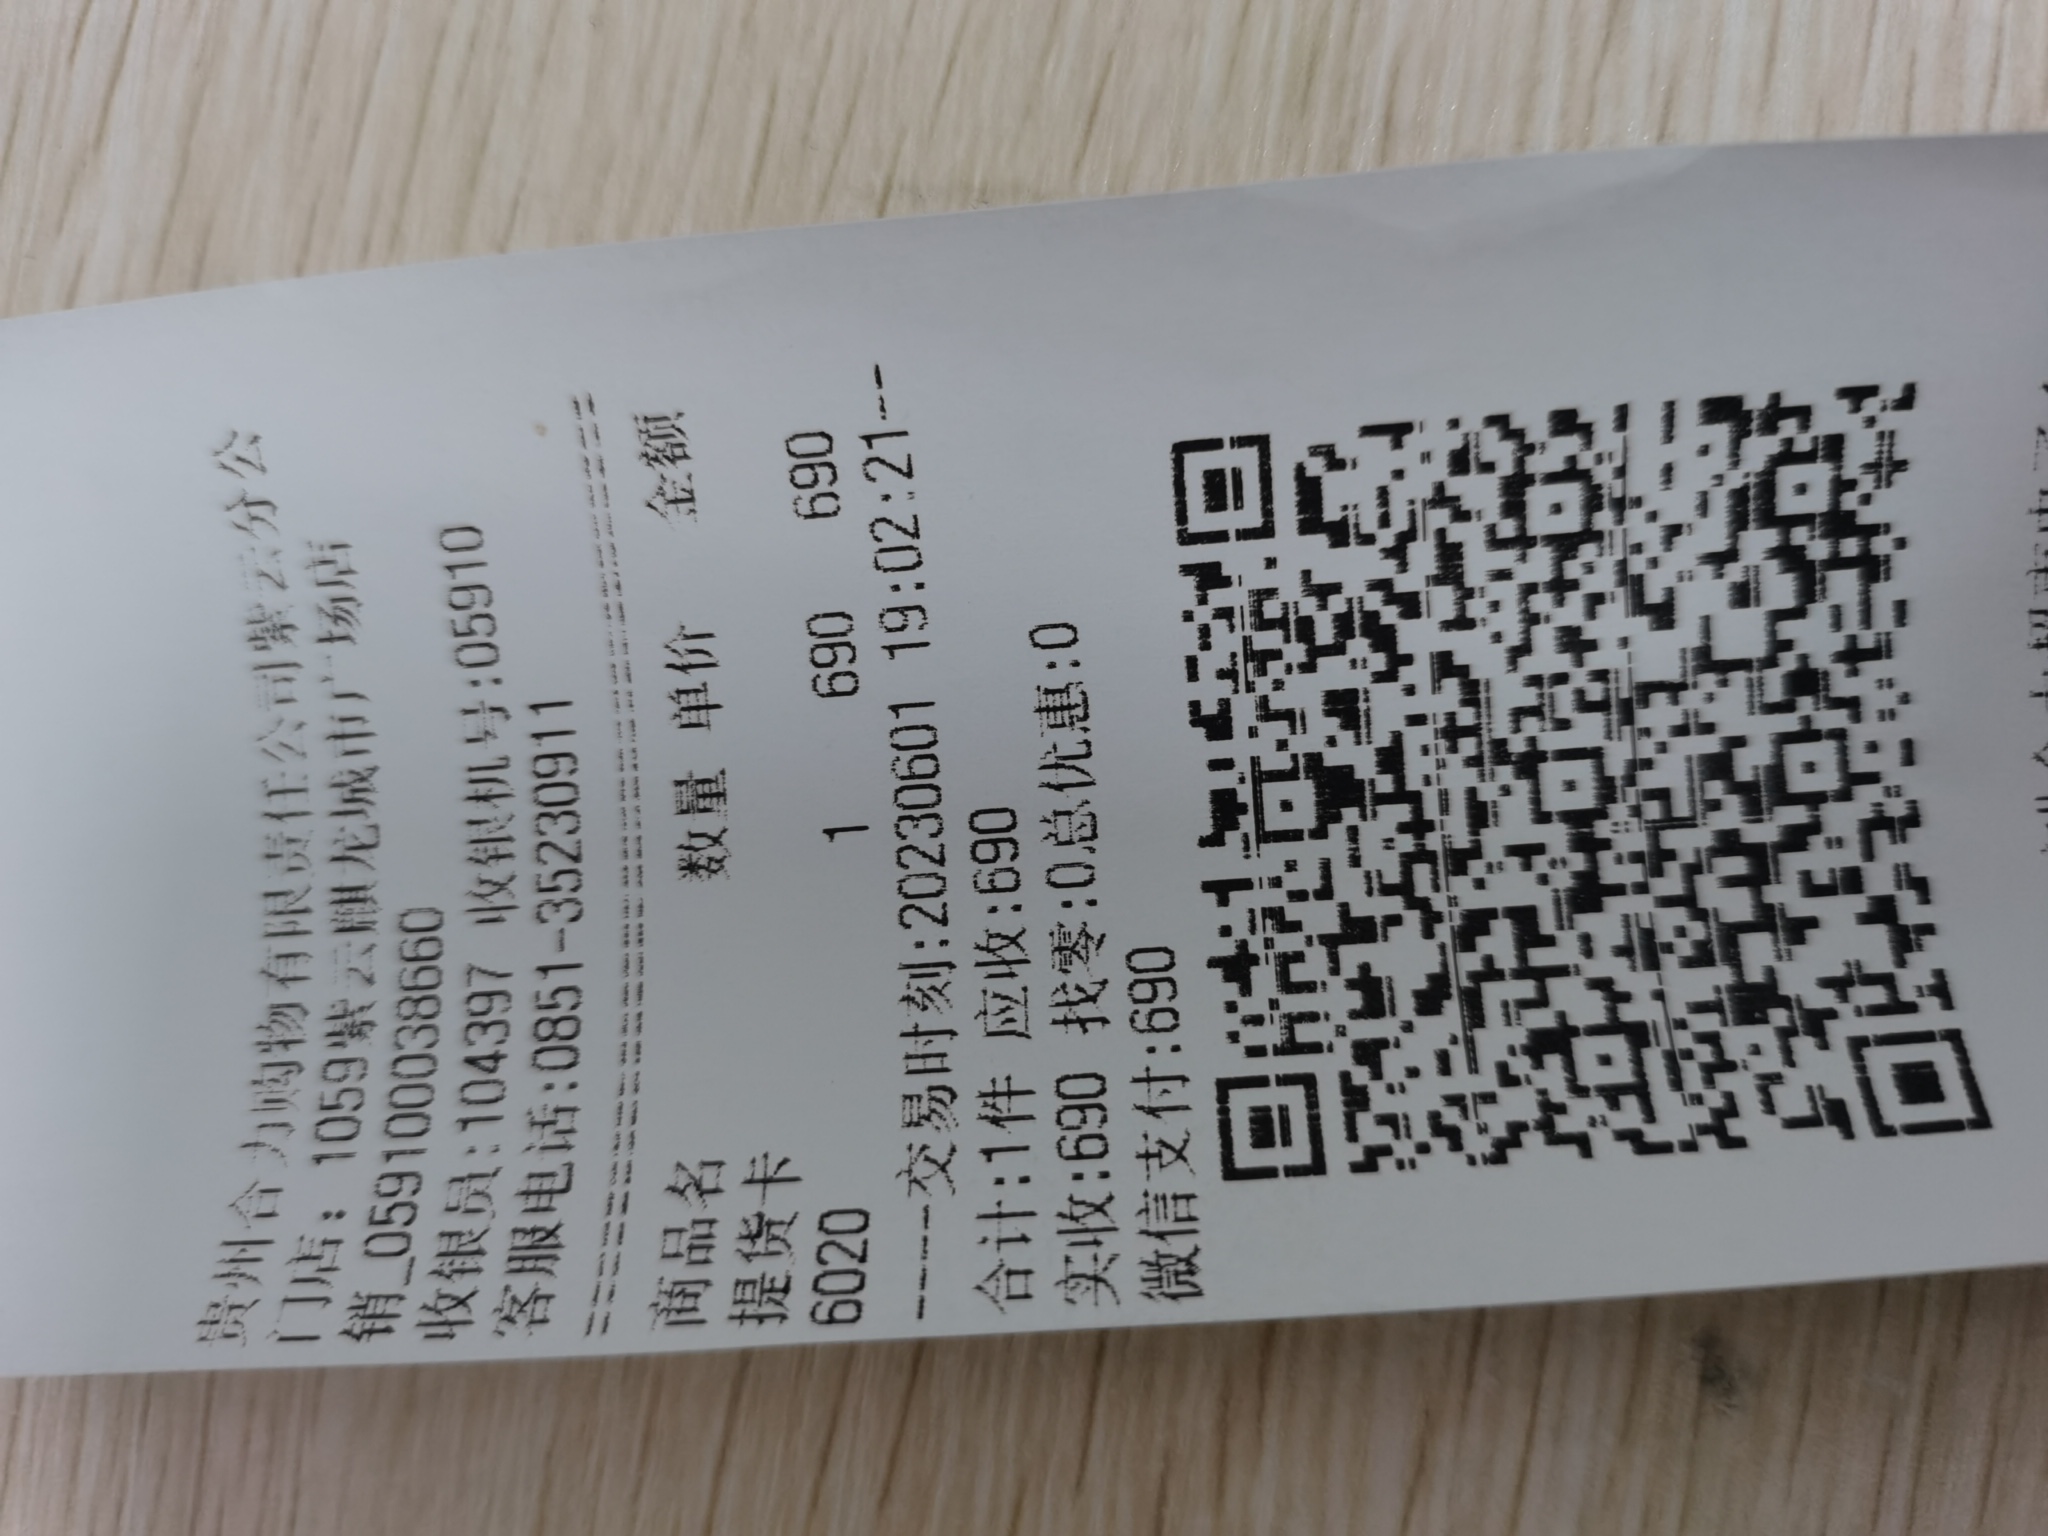 贵州合力购物有限责任公司紫云分公
门店：1059紫云麒龙城市广场店
销_0591000038660
收银员:104397 收银机号:05910
客服电话:0851-35230911
================================
商品名 数量 单价 金额
提货卡
6020 1 690 690
----交易时刻:20230601 19:02:21---
合计:1件 应收:690
实收:690 找零:0总优惠:0
微信支付:690